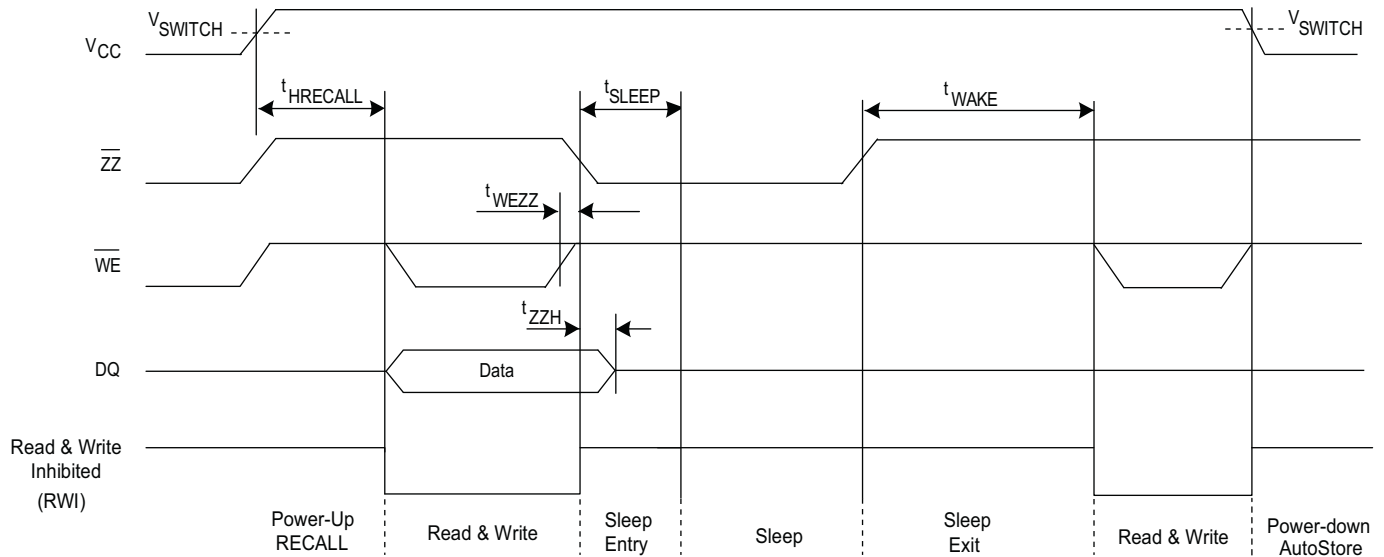 VSWITCH
VSWITCH
VCC
tHRECALL
tSLEEP
tWAKE
ZZ
tWEZZ
WE
tZZH
DQ
Data
Read & Write
Inhibited
(RWI)
Power-Up
RECALL
Read & Write
Sleep
Entry
Sleep
Sleep
Exit
Read & Write
Power-down
AutoStore